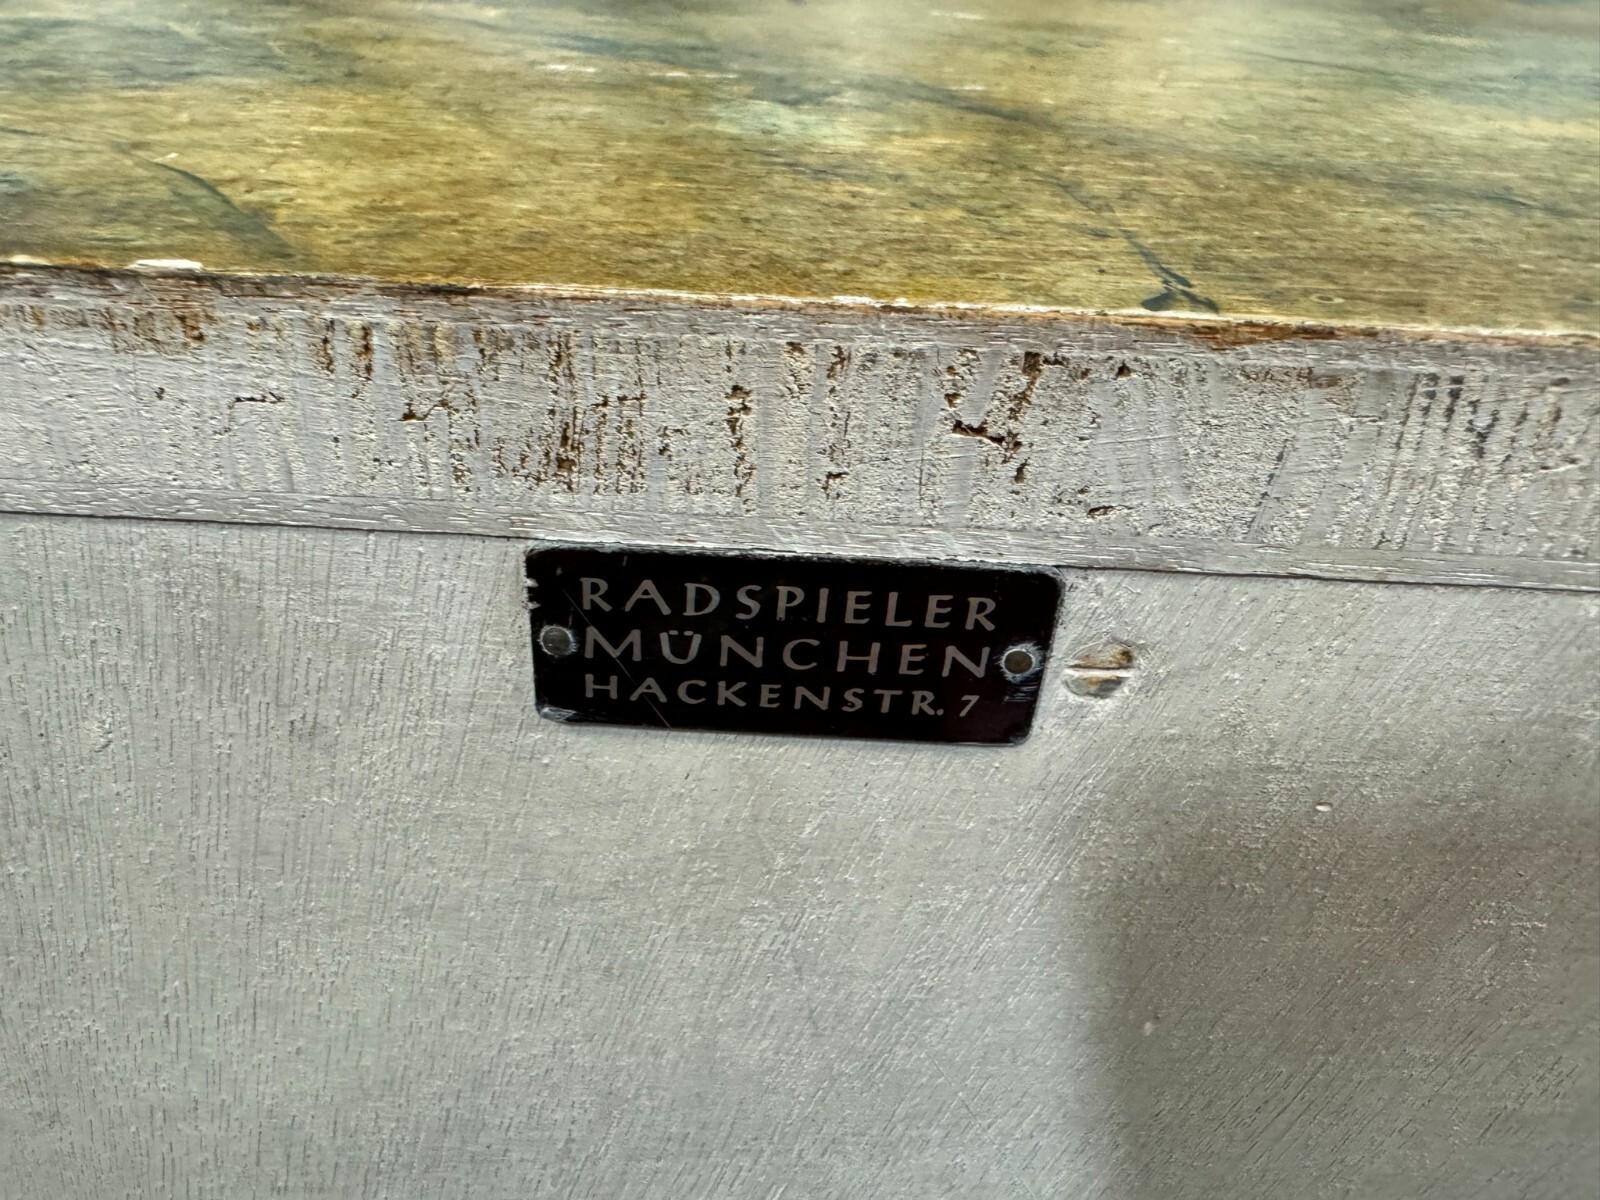 RADSPIELER
MÜNCHEN
HACKENSTR. 7